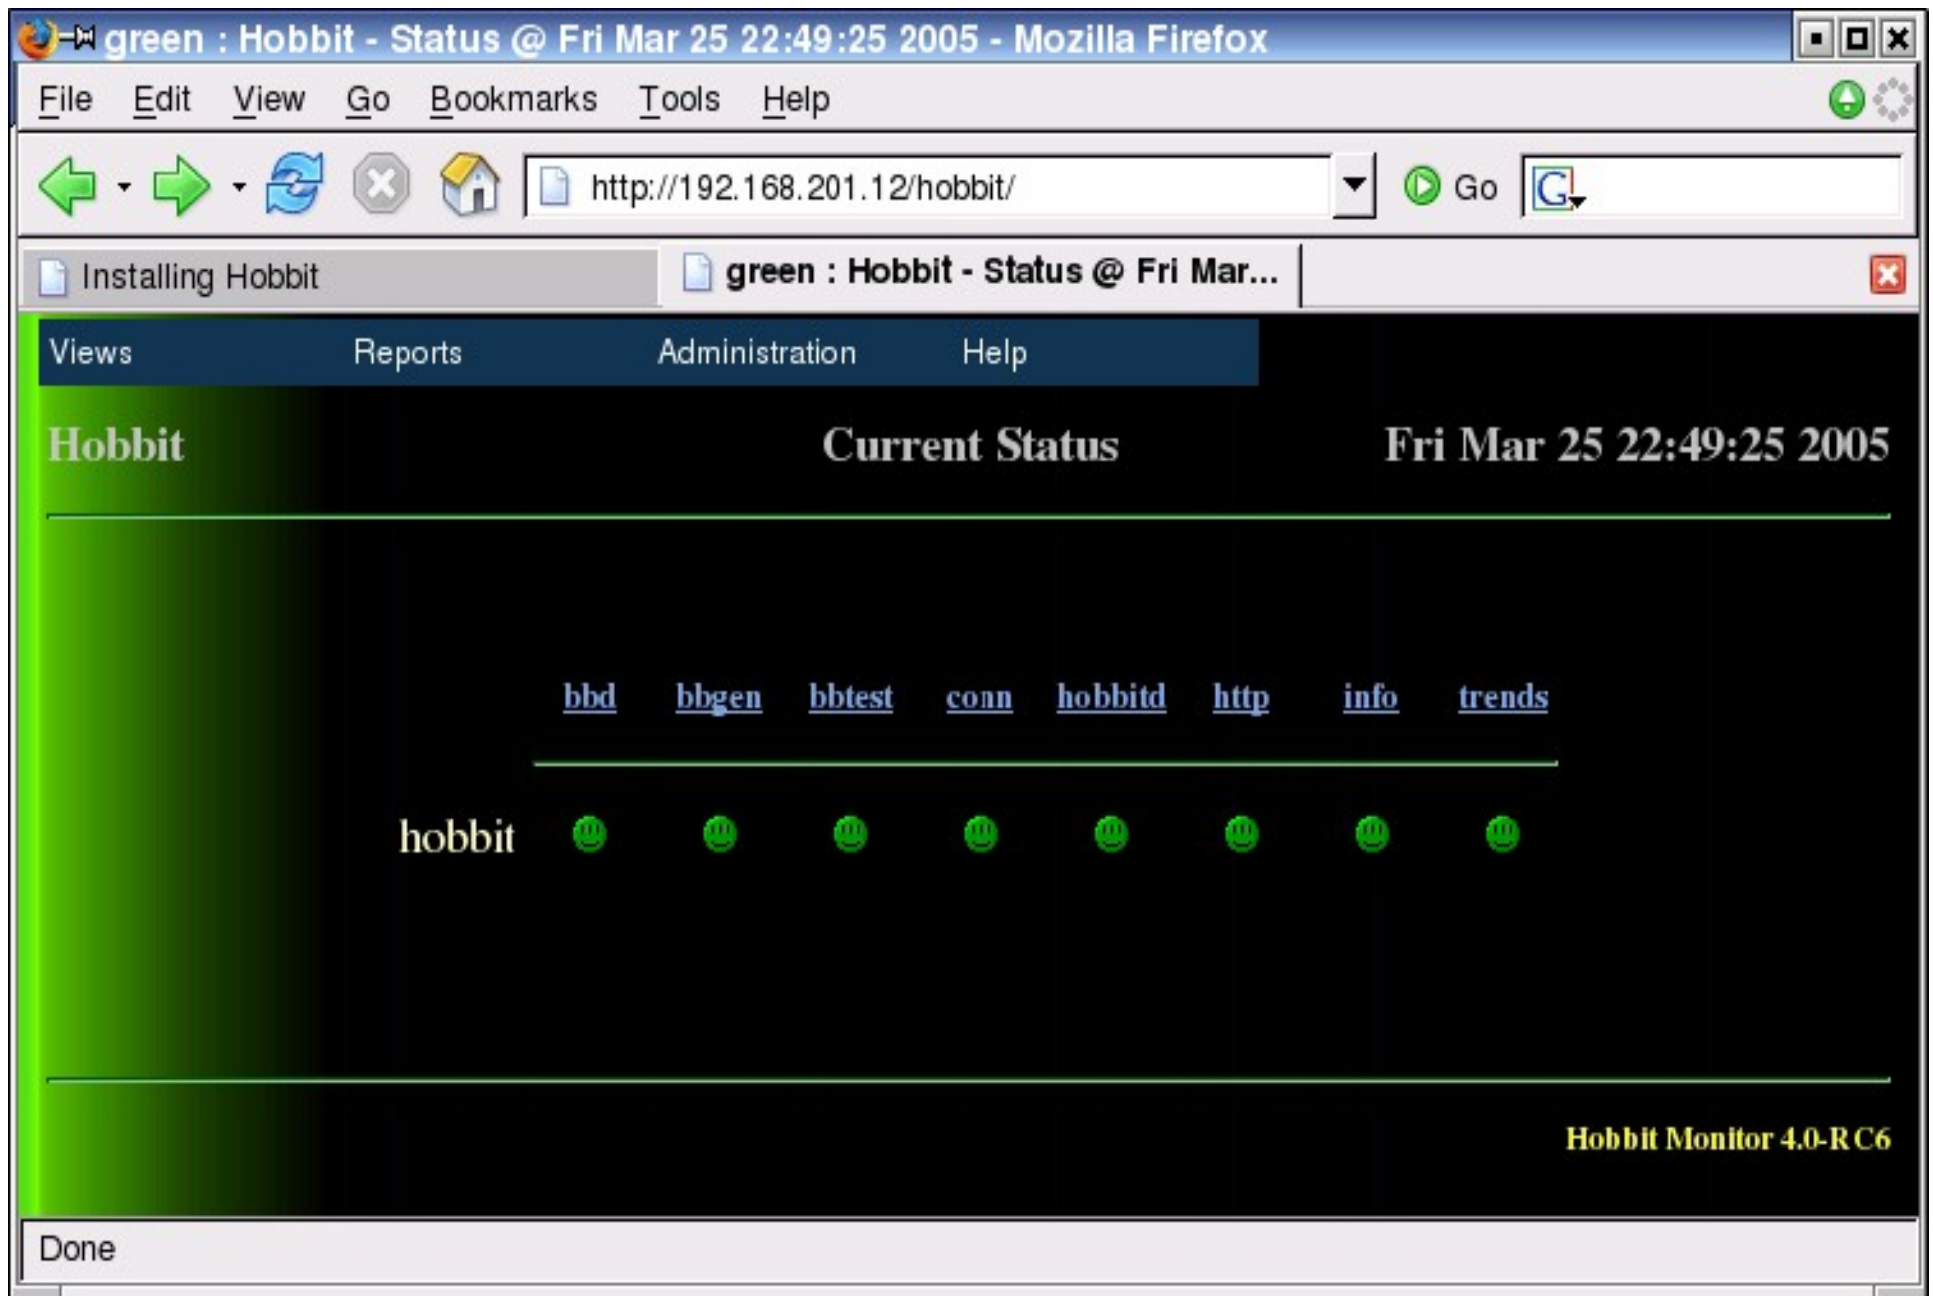 green : Hobbit - Status @ Fri Mar 25 22:49:25 2005 - Mozilla Firefox
File Edit View Go Bookmarks Tools Help
http://192.168.201.12/hobbit/ Go G
Installing Hobbit green : Hobbit - Status @ Fri Mar...
Views Reports Administration Help
Hobbit Current Status Fri Mar 25 22:49:25 2005
bbd bbgen bbtest conn hobbitd http info trends
hobbit
Hobbit Monitor 4.0-RC6
Done